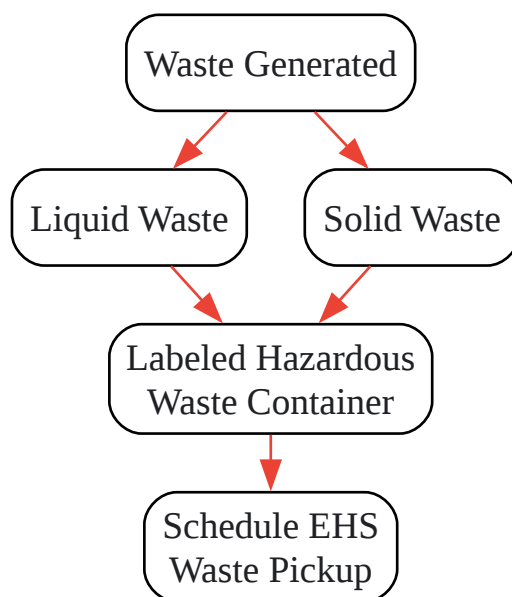 Waste Generated
Liquid Waste
Solid Waste
Labeled Hazardous
Waste Container
Schedule EHS
Waste Pickup